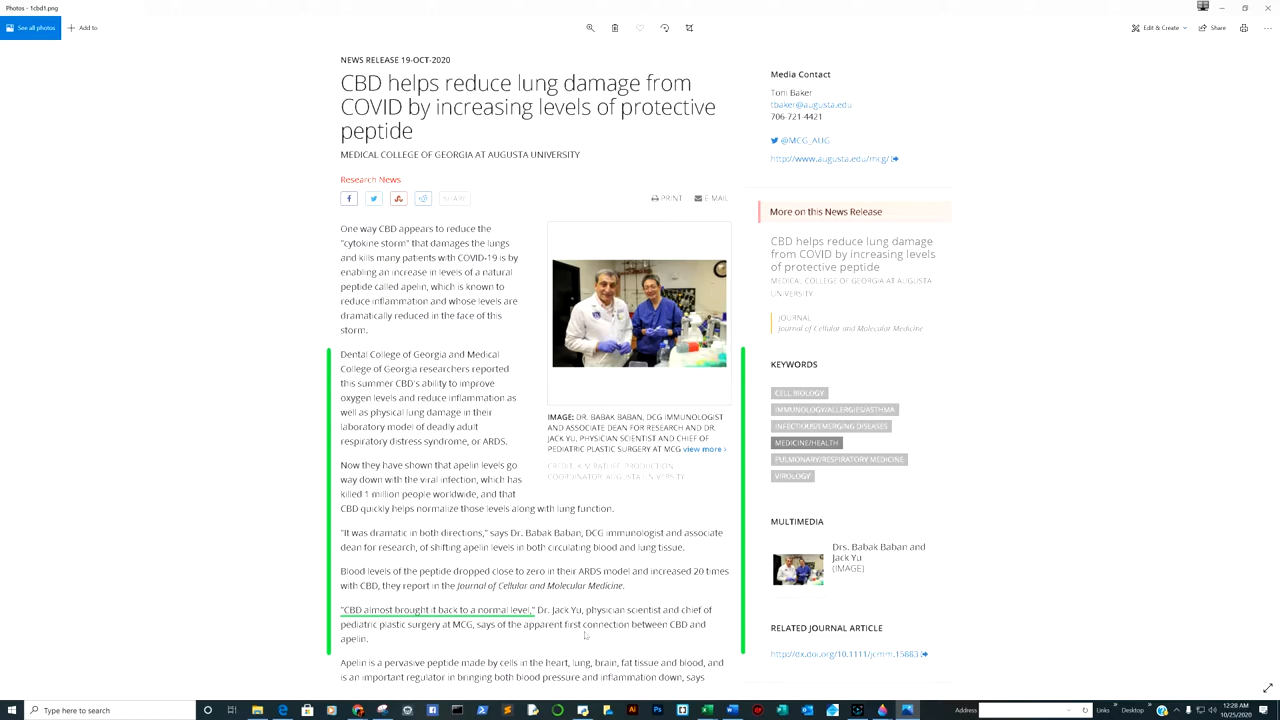 Photos - 1cbd1.png
See all photos
Add to
Edit & Create
Share
NEWS RELEASE 19-OCT-2020
CBD helps reduce lung damage from
COVID by increasing levels of protective
peptide
MEDICAL COLLEGE OF GEORGIA AT AUGUSTA UNIVERSITY
Research News
SHARE
PRINT
E-MAIL
One way CBD appears to reduce the
"cytokine storm" that damages the lungs
and kills many patients with COVID-19 is by
enabling an increase in levels of a natural
peptide called apelin, which is known to
reduce inflammation and whose levels are
dramatically reduced in the face of this
storm.
Dental College of Georgia and Medical
College of Georgia researchers reported
this summer CBD's ability to improve
oxygen levels and reduce inflammation as
well as physical lung damage in their
laboratory model of deadly adult
respiratory distress syndrome, or ARDS.
Now they have shown that apelin levels go
way down with the viral infection, which has
killed 1 million people worldwide, and that
CBD quickly helps normalize those levels along with lung function.
"It was dramatic in both directions," says Dr. Babak Baban, DCG immunologist and associate
dean for research, of shifting apelin levels in both circulating blood and lung tissue.
Blood levels of the peptide dropped close to zero in their ARDS model and increased 20 times
with CBD, they report in the Journal of Cellular and Molecular Medicine.
"CBD almost brought it back to a normal level," Dr. Jack Yu, physician scientist and chief of
pediatric plastic surgery at MCG, says of the apparent first connection between CBD and
apelin.
Apelin is a pervasive peptide made by cells in the heart, lung, brain, fat tissue and blood, and
is an important regulator in bringing both blood pressure and inflammation down, says
IMAGE: DR. BABAK BABAN, DCG IMMUNOLOGIST
AND ASSOCIATE DEAN FOR RESEARCH AND DR.
JACK YU, PHYSICIAN SCIENTIST AND CHIEF OF
PEDIATRIC PLASTIC SURGERY AT MCG view more >
CREDIT: KIM RATLIFF, PRODUCTION
COORDINATOR, AUGUSTA UNIVERSITY
Media Contact
Toni Baker
tbaker@augusta.edu
706-721-4421
@MCG_AUG
http://www.augusta.edu/mcg/
More on this News Release
CBD helps reduce lung damage
from COVID by increasing levels
of protective peptide
MEDICAL COLLEGE OF GEORGIA AT AUGUSTA
UNIVERSITY
JOURNAL
Journal of Cellular and Molecular Medicine
KEYWORDS
CELL BIOLOGY
IMMUNOLOGY/ALLERGIES/ASTHMA
INFECTIOUS/EMERGING DISEASES
MEDICINE/HEALTH
PULMONARY/RESPIRATORY MEDICINE
VIROLOGY
MULTIMEDIA
Drs. Babak Baban and
Jack Yu
(IMAGE)
RELATED JOURNAL ARTICLE
http://dx.doi.org/10.1111/jcmm.15883
Type here to search
Address
Links
Desktop
12:28 AM
10/25/2020